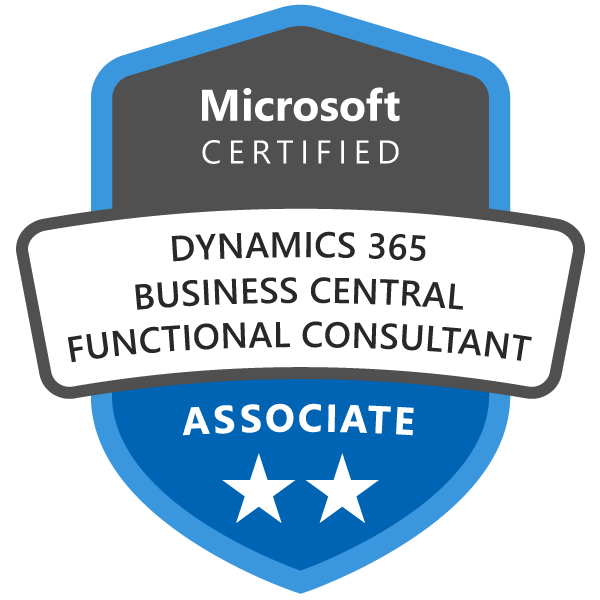 Microsoft
CERTIFIED
DYNAMICS 365
BUSINESS CENTRAL
FUNCTIONAL CONSULTANT
ASSOCIATE